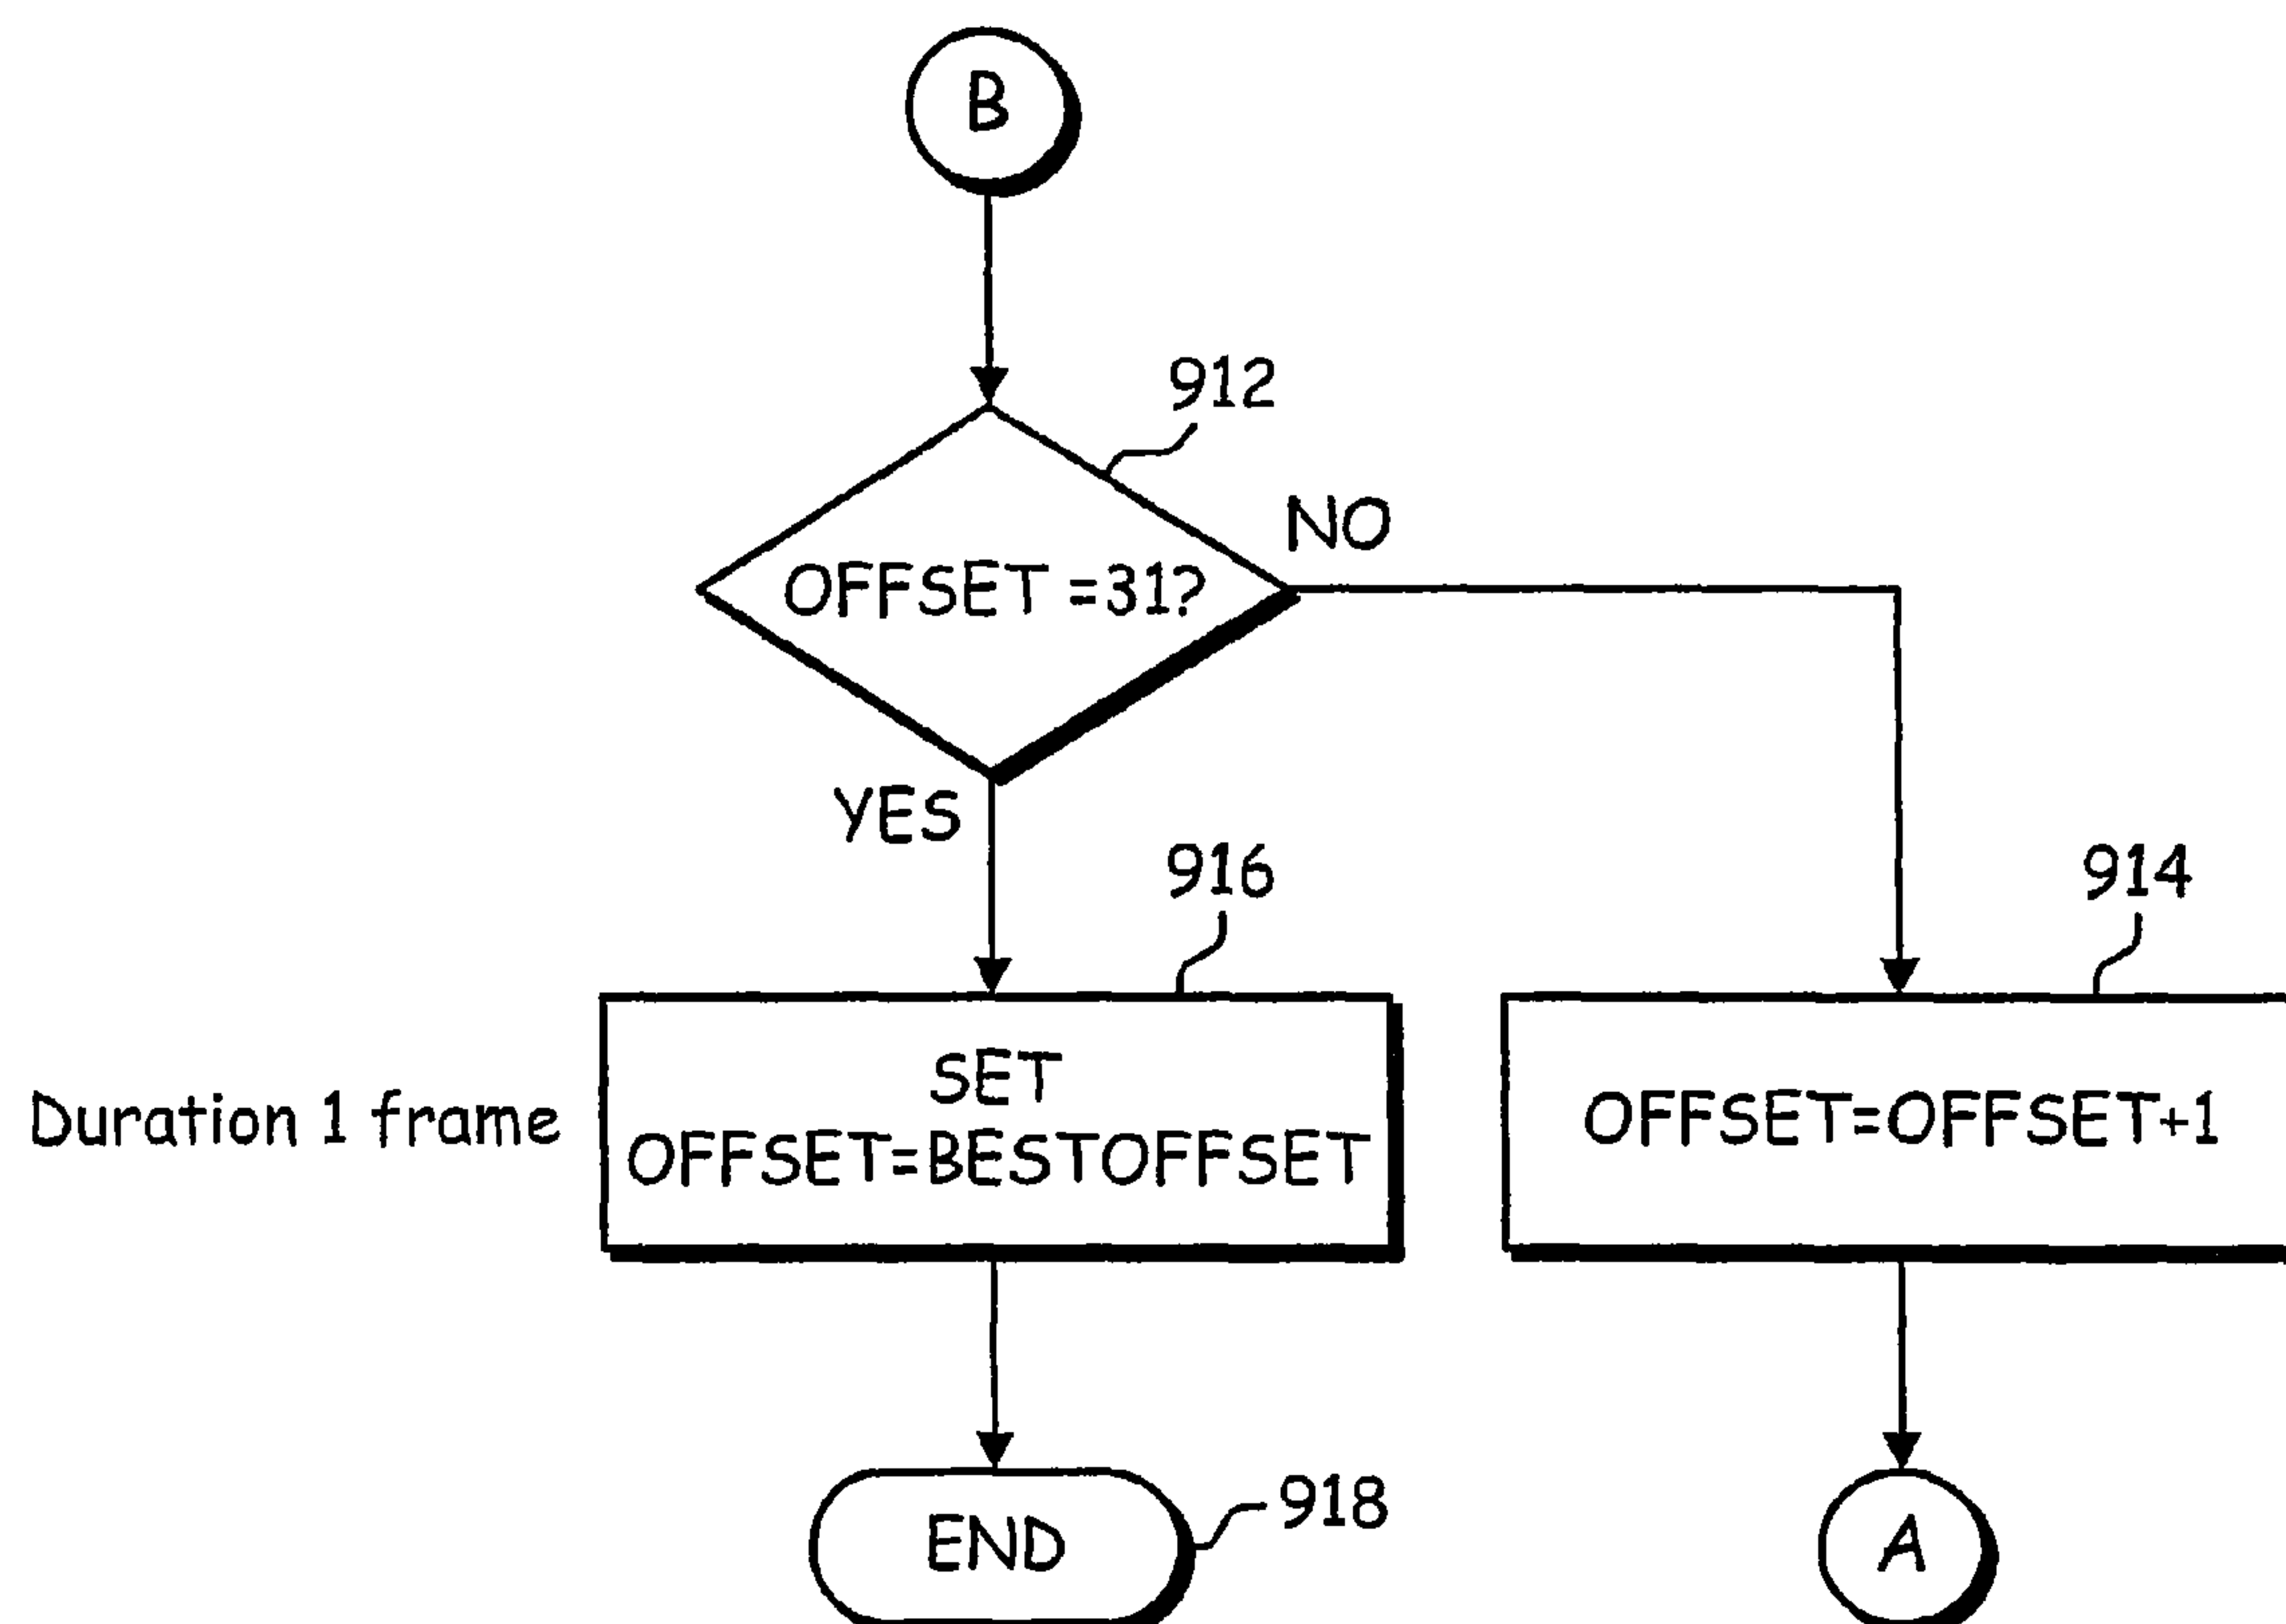 B
912
NO
OFFSET =31?
YES
916
914
SET
OFFSET=BESTOFFSET
Duration 1 frame
OFFSET=OFFSET+1
END
918
A